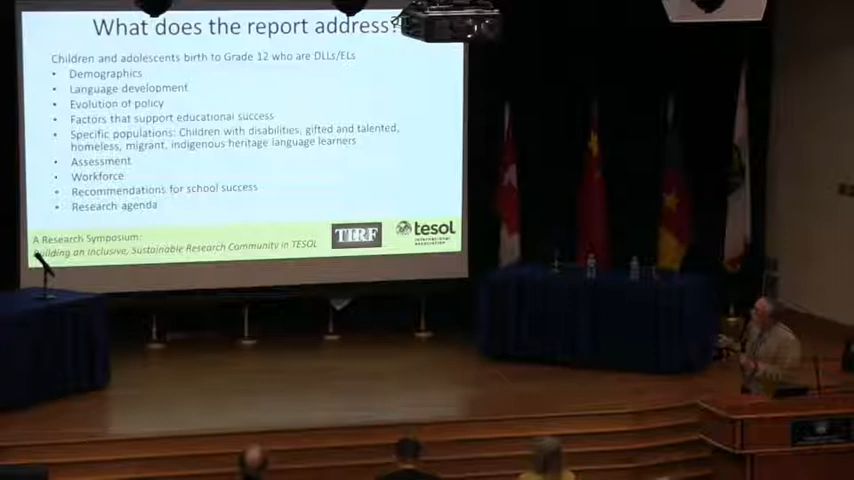 What does the report address?
Children and adolescents birth to Grade 12 who are DLLs/ELs
• Demographics
• Language development
• Evolution of policy
• Factors that support educational success
• Specific populations: Children with disabilities, gifted and talented,
homeless, migrant, indigenous heritage language learners
• Assessment
• Workforce
• Recommendations for school success
• Research agenda
A Research Symposium:
Building an Inclusive, Sustainable Research Community in TESOL
TIRF
tesol
INTERNATIONAL
ASSOCIATION